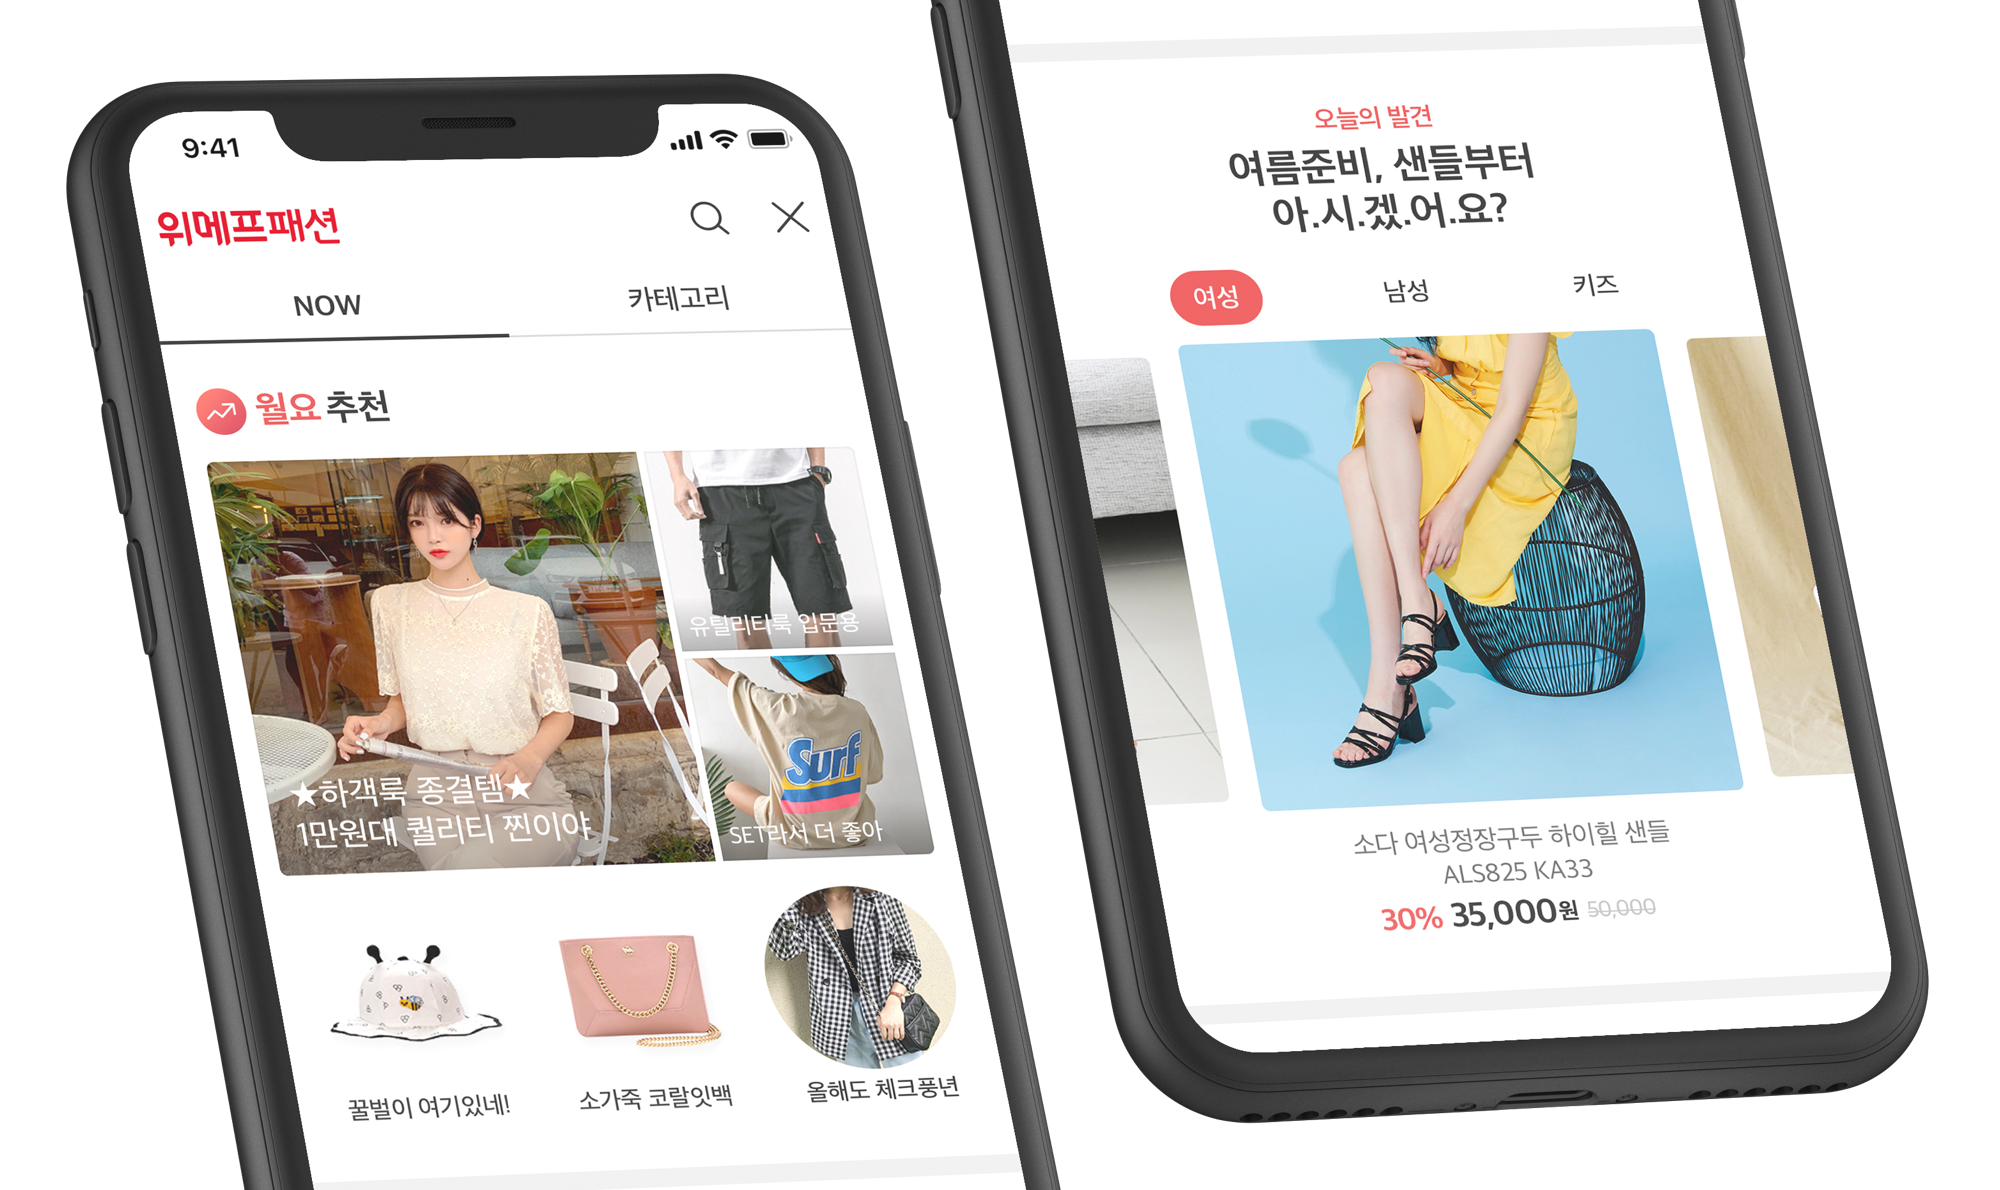 9:41
위메프패션
NOW
카테고리
월요 추천
유틸리티룩 입문용
Surf
★하객룩 종결템★
1만원대 퀄리티 찐이야
SET라서 더 좋아
꿀벌이 여기있네!
소가죽 코랄잇백
올해도 체크풍년
오늘의 발견
여름준비, 샌들부터
아.시.겠.어.요?
여성
남성
키즈
소다 여성정장구두 하이힐 샌들
ALS825 KA33
30% 35,000원 50,000